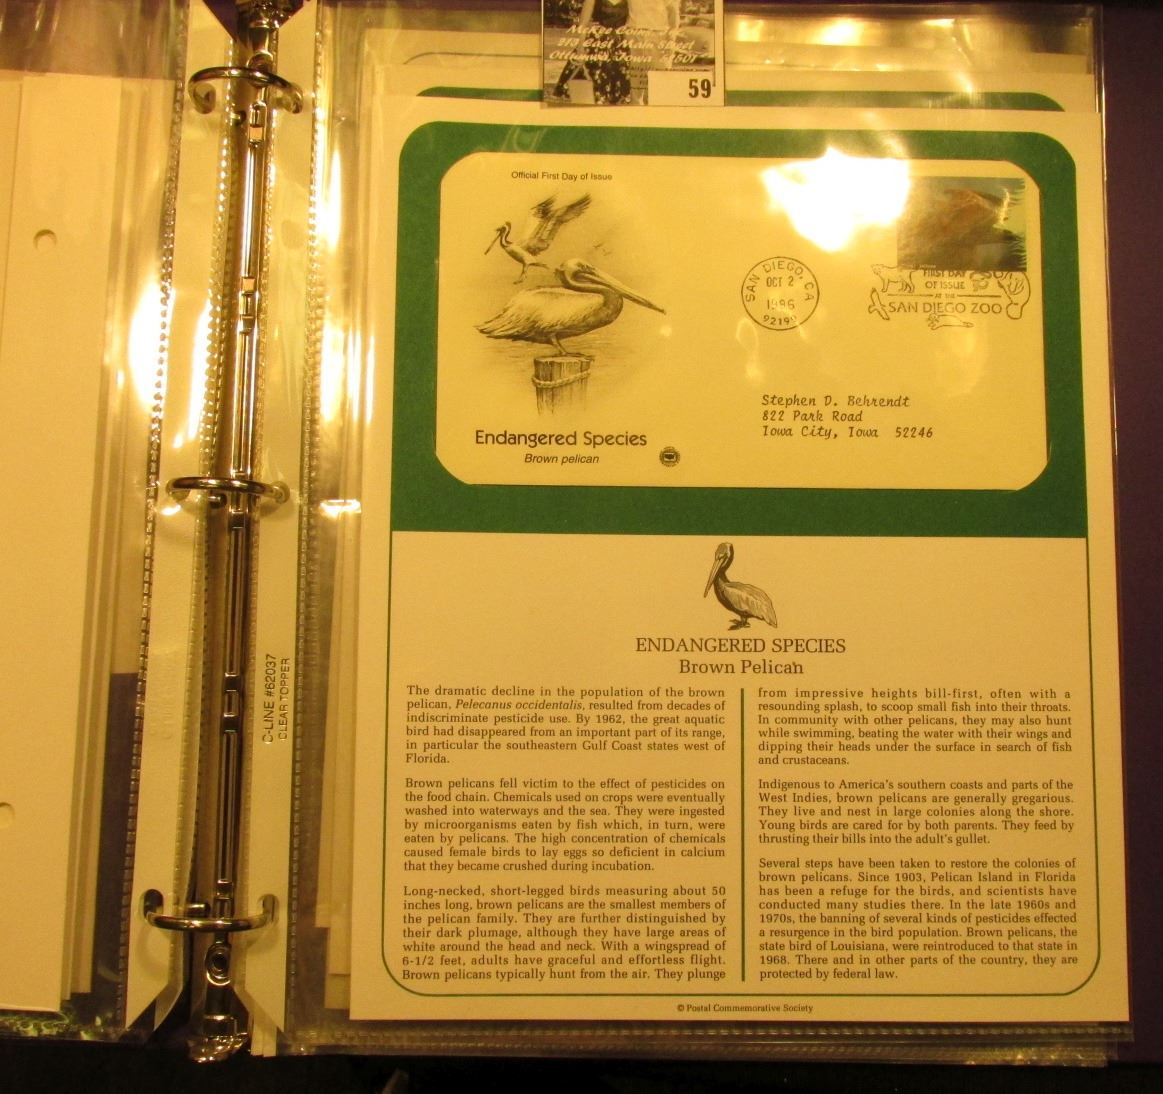 McKee Coins, Inc.
213 East Main Street
Ottumwa, Iowa 52501
59
Official First Day of Issue
SAN DIEGO, CA
OCT 2
1996
92199
FIRST DAY
OF ISSUE
AT THE
SAN DIEGO ZOO
Stephen D. Behrendt
822 Park Road
Iowa City, Iowa 52246
Endangered Species
Brown pelican
C-LINE #62037
CLEAR TOPPER
ENDANGERED SPECIES
Brown Pelican
The dramatic decline in the population of the brown
pelican, Pelecanus occidentalis, resulted from decades of
indiscriminate pesticide use. By 1962, the great aquatic
bird had disappeared from an important part of its range,
in particular the southeastern Gulf Coast states west of
Florida.
Brown pelicans fell victim to the effect of pesticides on
the food chain. Chemicals used on crops were eventually
washed into waterways and the sea. They were ingested
by microorganisms eaten by fish which, in turn, were
eaten by pelicans. The high concentration of chemicals
caused female birds to lay eggs so deficient in calcium
that they became crushed during incubation.
Long-necked, short-legged birds measuring about 50
inches long, brown pelicans are the smallest members of
the pelican family. They are further distinguished by
their dark plumage, although they have large areas of
white around the head and neck. With a wingspread of
6-1/2 feet, adults have graceful and effortless flight.
Brown pelicans typically hunt from the air. They plunge
from impressive heights bill-first, often with a
resounding splash, to scoop small fish into their throats.
In community with other pelicans, they may also hunt
while swimming, beating the water with their wings and
dipping their heads under the surface in search of fish
and crustaceans.
Indigenous to America's southern coasts and parts of the
West Indies, brown pelicans are generally gregarious.
They live and nest in large colonies along the shore.
Young birds are cared for by both parents. They feed by
thrusting their bills into the adult's gullet.
Several steps have been taken to restore the colonies of
brown pelicans. Since 1903, Pelican Island in Florida
has been a refuge for the birds, and scientists have
conducted many studies there. In the late 1960s and
1970s, the banning of several kinds of pesticides effected
a resurgence in the bird population. Brown pelicans, the
state bird of Louisiana, were reintroduced to that state in
1968. There and in other parts of the country, they are
protected by federal law.
© Postal Commemorative Society